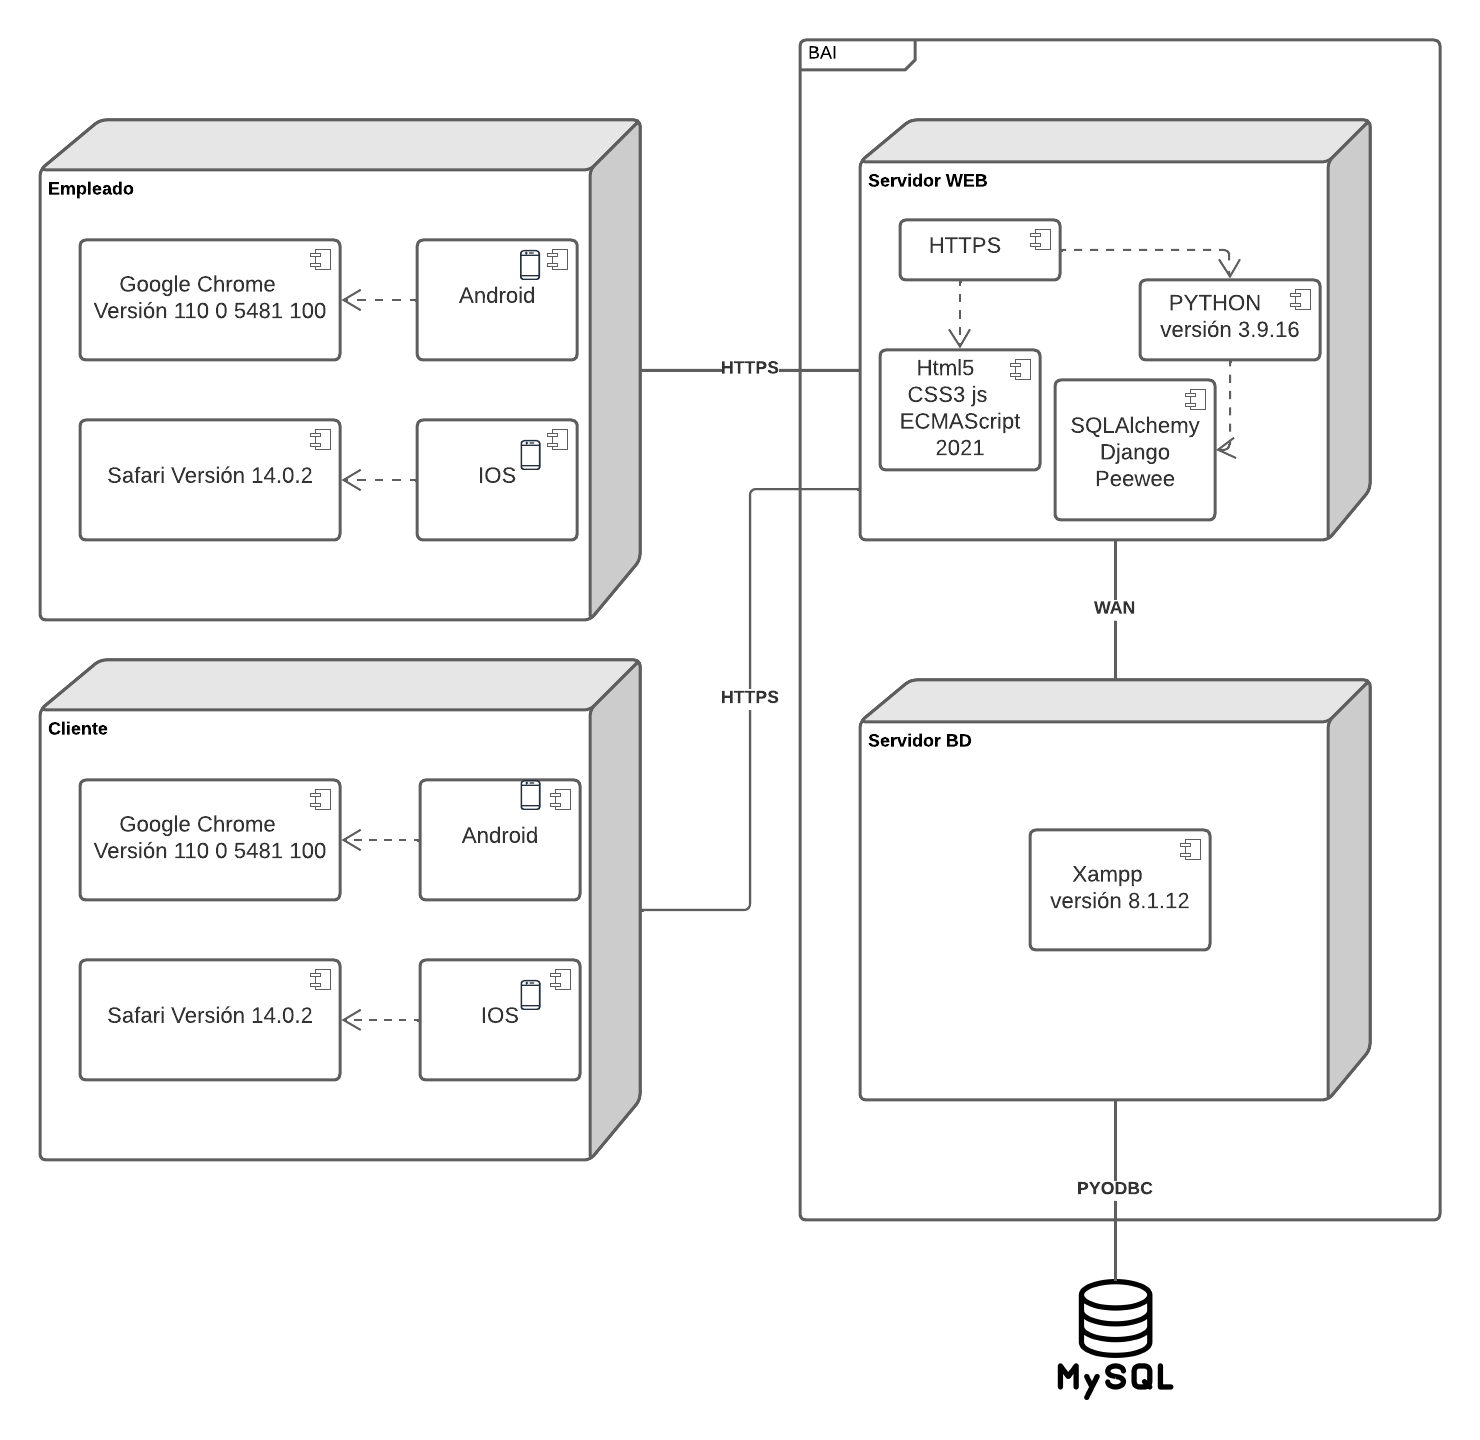 BAI
Empleado
Google Chrome
Versión 110 0 5481 100
Android
Safari Versión 14.0.2
IOS
HTTPS
Servidor WEB
HTTPS
PYTHON
versión 3.9.16
Html5
CSS3 js
ECMAScript
2021
SQLAlchemy
Django
Peewee
WAN
Cliente
Google Chrome
Versión 110 0 5481 100
Android
Safari Versión 14.0.2
IOS
HTTPS
Servidor BD
Xampp
versión 8.1.12
PYODBC
MySQL